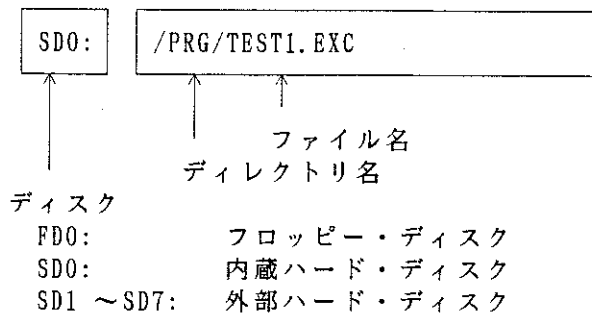 SD0: /PRG/TEST1.EXC
ファイル名
ディレクトリ名
ディスク
FD0: フロッピー・ディスク
SD0: 内蔵ハード・ディスク
SD1 ～SD7: 外部ハード・ディスク